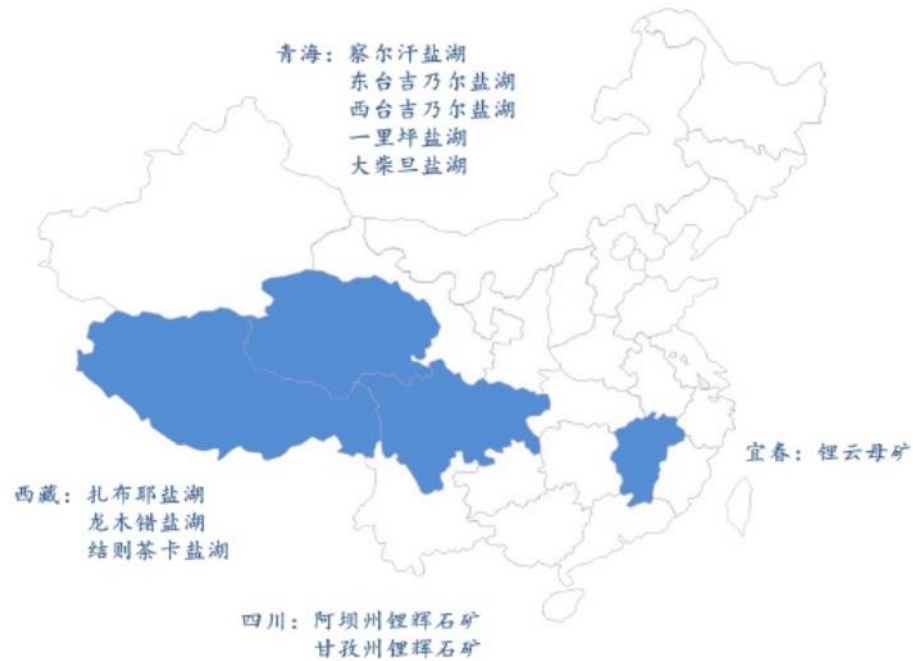 青海：察尔汗盐湖
东台吉乃尔盐湖
西台吉乃尔盐湖
一里坪盐湖
大柴旦盐湖
宜春：锂云母矿
西藏：扎布耶盐湖
龙木错盐湖
结则茶卡盐湖
四川：阿坝州锂辉石矿
甘孜州锂辉石矿